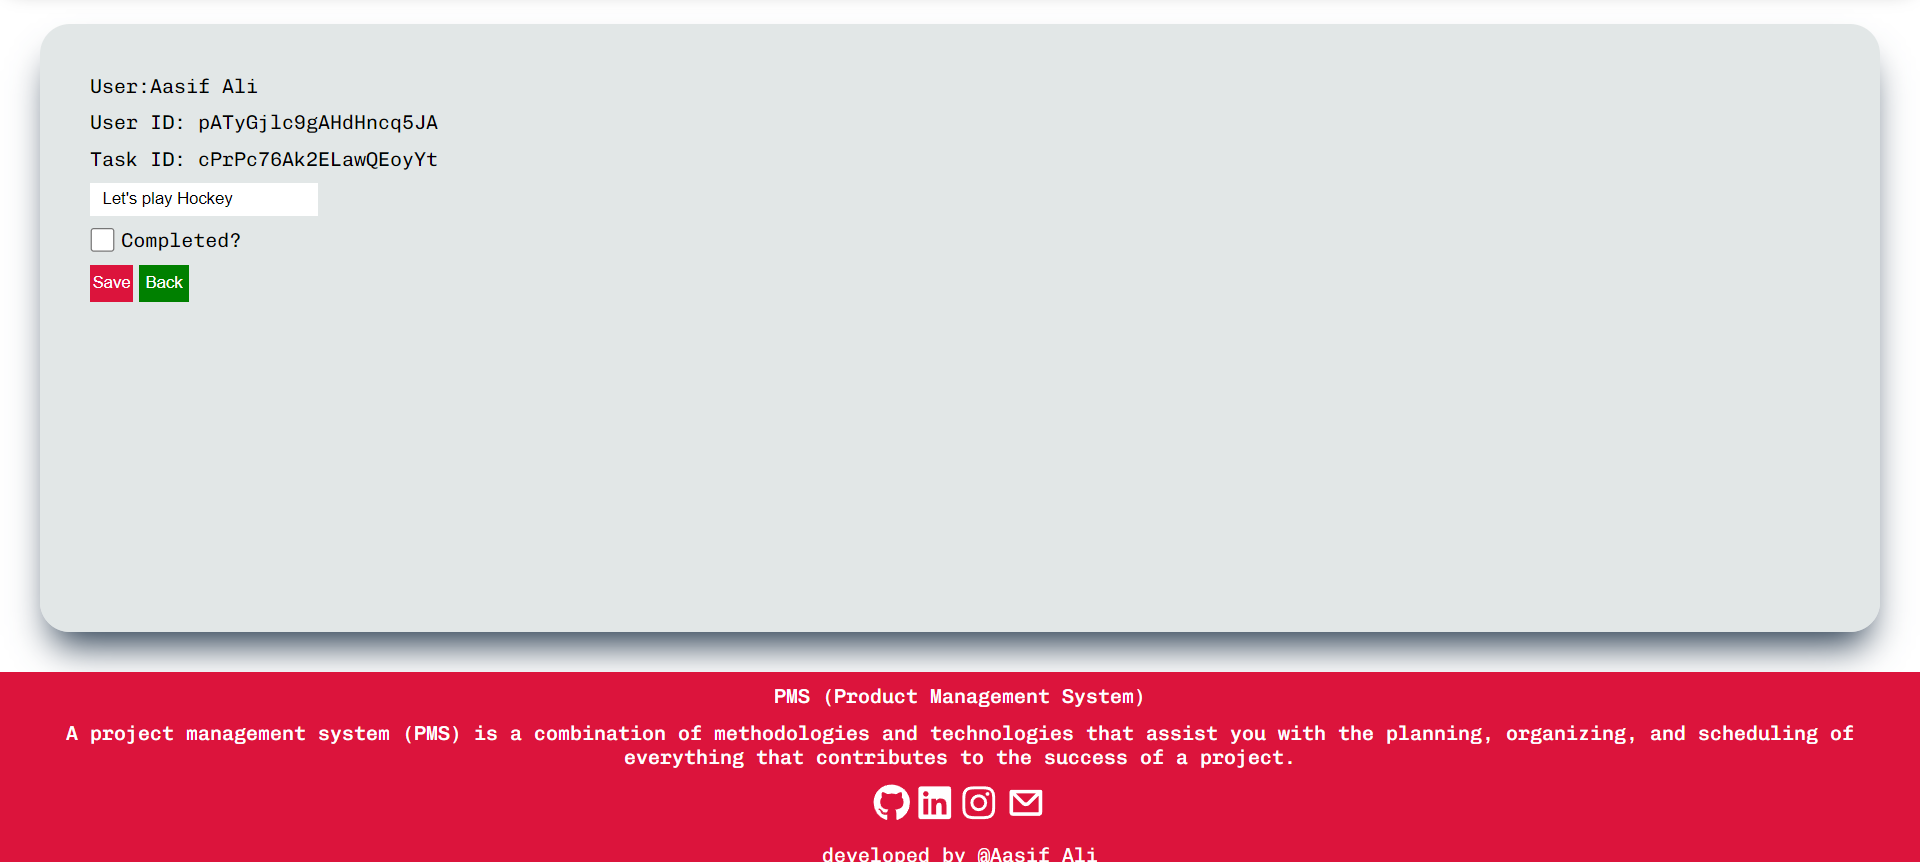 User:Aasif Ali
User ID: pATyGjlc9gAHdHncq5JA
Task ID: cPrPc76Ak2ELawQEoyYt
Let's play Hockey
Completed?
Save Back
PMS (Product Management System)
A project management system (PMS) is a combination of methodologies and technologies that assist you with the planning, organizing, and scheduling of
everything that contributes to the success of a project.
in
developed by @Aasif Ali